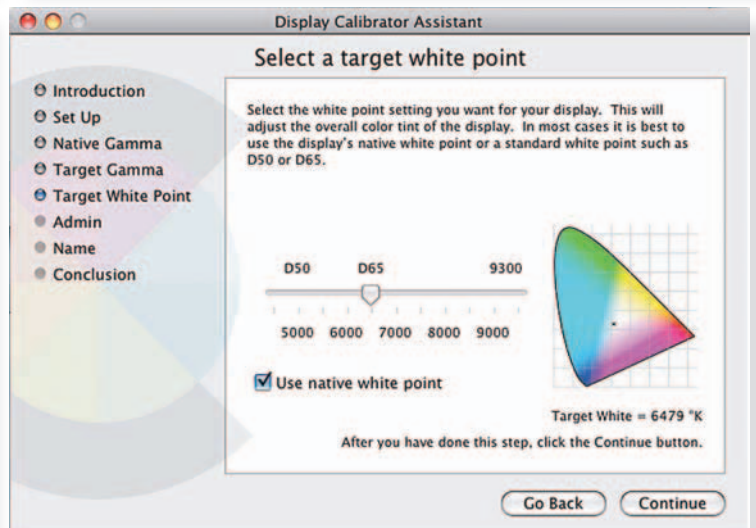 Display Calibrator Assistant
Select a target white point
Introduction
Set Up
Native Gamma
Target Gamma
Target White Point
Admin
Name
Conclusion
Select the white point setting you want for your display. This will
adjust the overall color tint of the display. In most cases it is best to
use the display's native white point or a standard white point such as
D50 or D65.
D50 D65 9300
5000 6000 7000 8000 9000
Use native white point
Target White = 6479 °K
After you have done this step, click the Continue button.
Go Back Continue